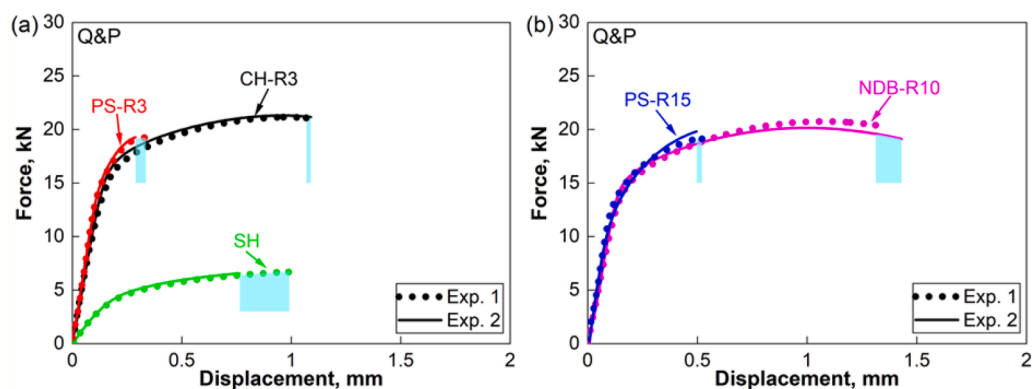 (a)
Q&P
30
25
20
15
10
5
0
Force, kN
PS-R3
CH-R3
SH
Exp. 1
Exp. 2
0
0.5
1
1.5
2
Displacement, mm
(b)
Q&P
30
25
20
15
10
5
0
Force, kN
PS-R15
NDB-R10
Exp. 1
Exp. 2
0
0.5
1
1.5
2
Displacement, mm